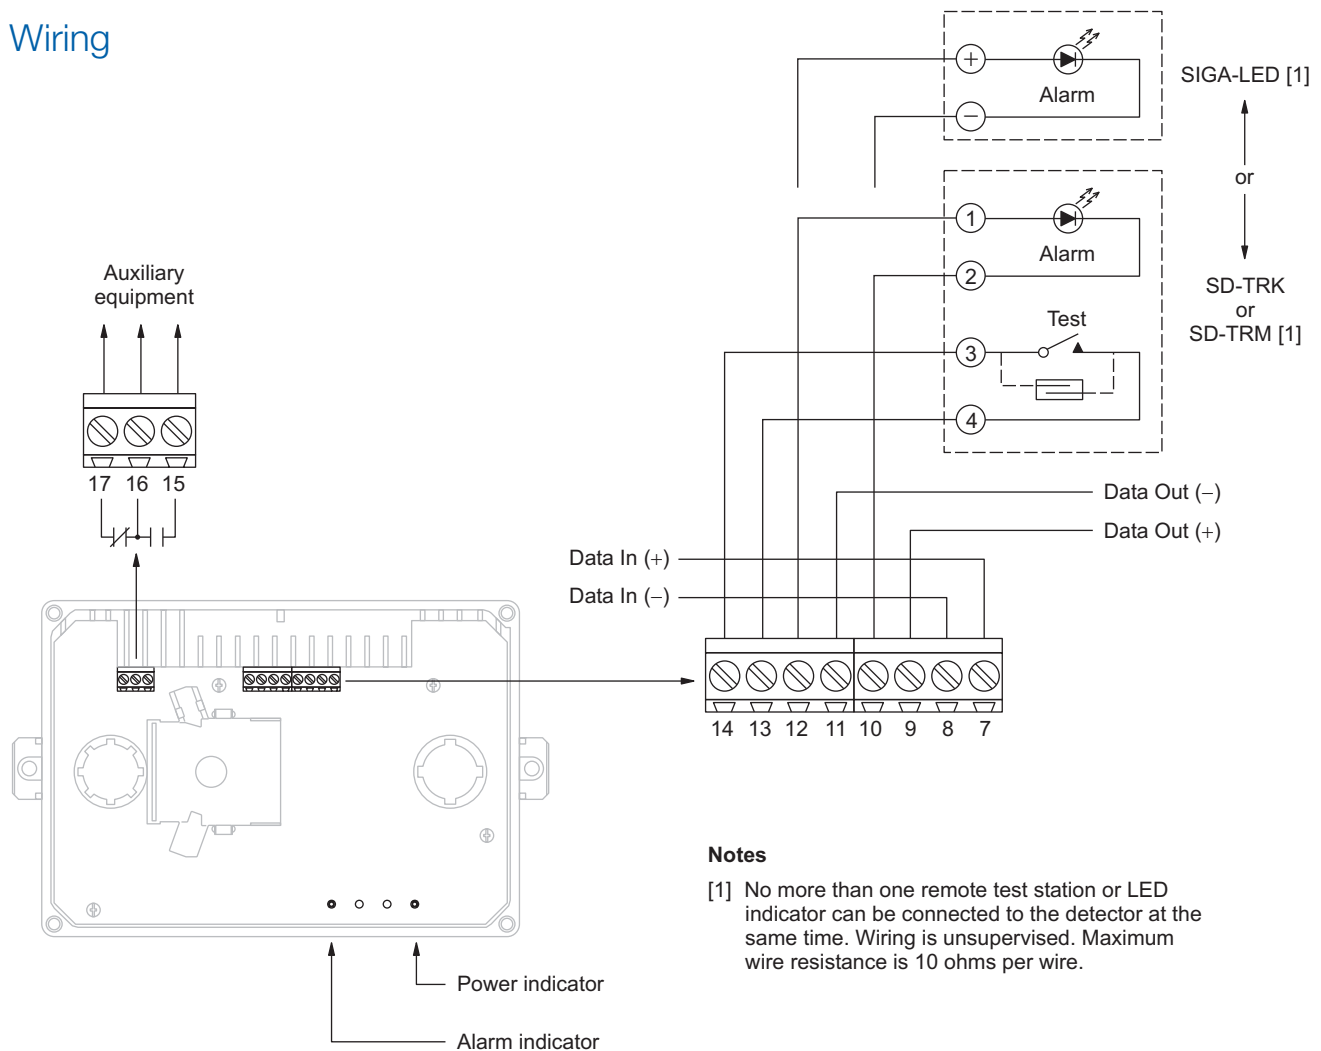 Wiring
+
Alarm
−
SIGA-LED [1]
or
SD-TRK
or
SD-TRM [1]
1
Alarm
2
Test
3
4
Auxiliary
equipment
17 16 15
Data Out (−)
Data Out (+)
Data In (+)
Data In (−)
14 13 12 11 10 9 8 7
Notes
[1] No more than one remote test station or LED
indicator can be connected to the detector at the
same time. Wiring is unsupervised. Maximum
wire resistance is 10 ohms per wire.
Power indicator
Alarm indicator